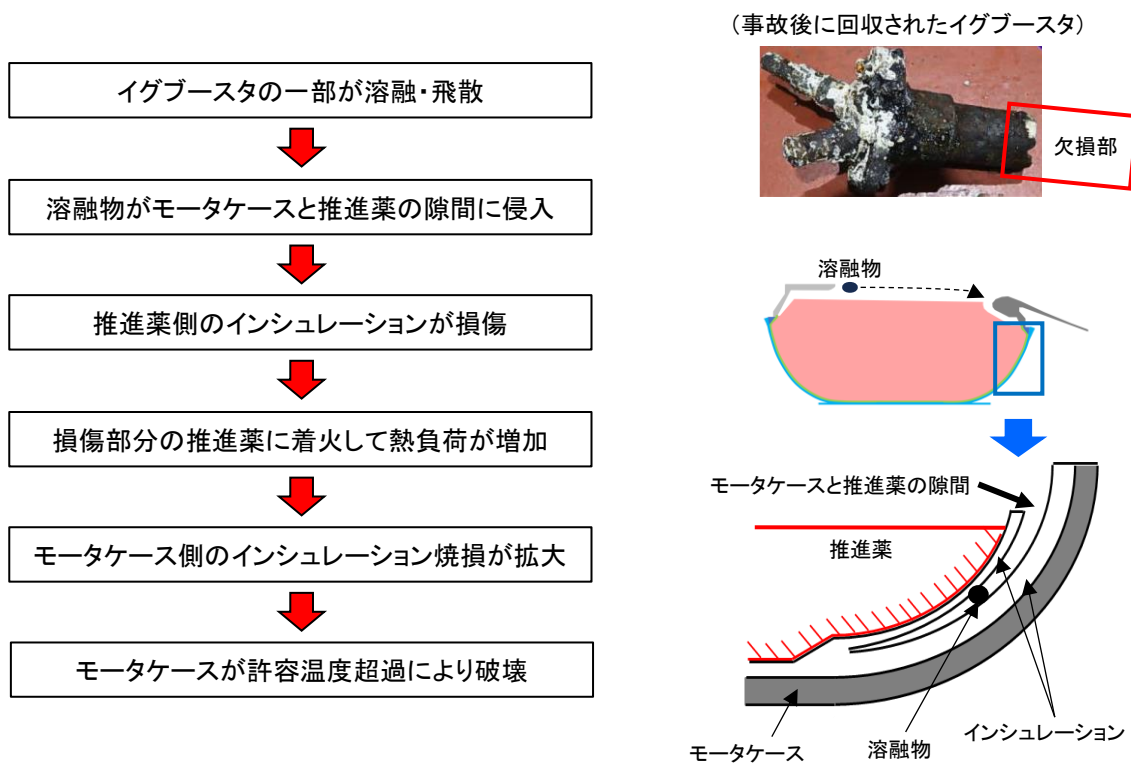 イグブースタの一部が溶融・飛散
溶融物がモータケースと推進薬の隙間に侵入
推進薬側のインシュレーションが損傷
損傷部分の推進薬に着火して熱負荷が増加
モータケース側のインシュレーション焼損が拡大
モータケースが許容温度超過により破壊
（事故後に回収されたイグブースタ）
欠損部
溶融物
モータケースと推進薬の隙間
推進薬
インシュレーション
溶融物
モータケース